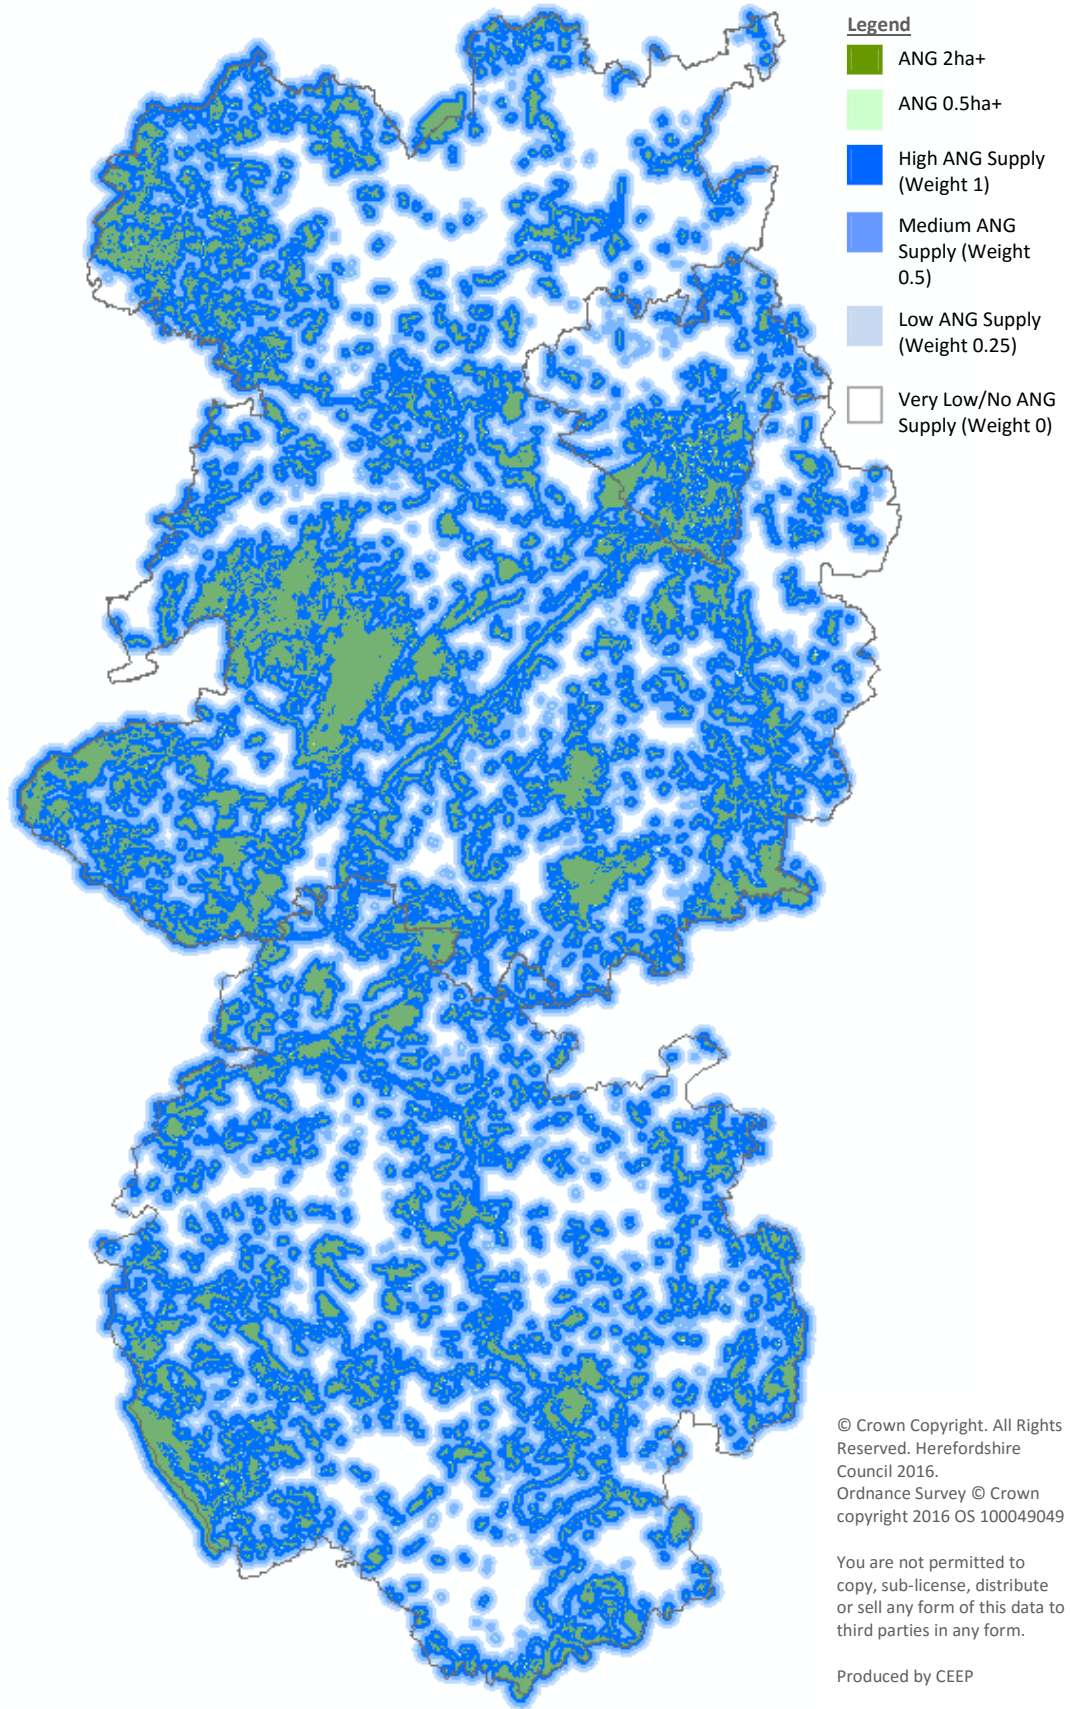 Legend
ANG 2ha+
ANG 0.5ha+
High ANG Supply
(Weight 1)
Medium ANG
Supply (Weight
0.5)
Low ANG Supply
(Weight 0.25)
Very Low/No ANG
Supply (Weight 0)
© Crown Copyright. All Rights
Reserved. Herefordshire
Council 2016.
Ordnance Survey © Crown
copyright 2016 OS 100049049
You are not permitted to
copy, sub-license, distribute
or sell any form of this data to
third parties in any form.
Produced by CEEP